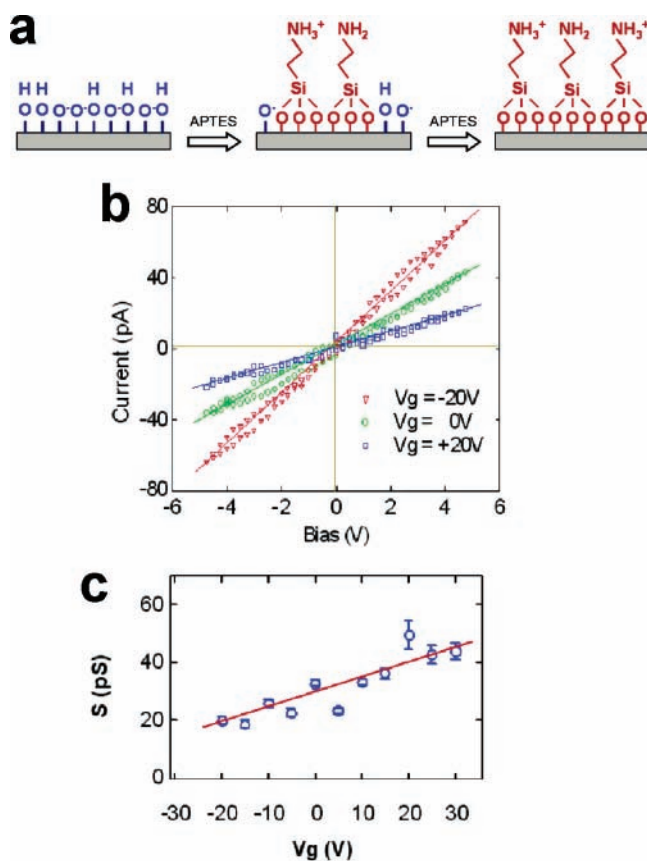 a
NH3+ NH2 NH3+ NH2 NH3+
H H H H H Si Si H Si Si Si
O O O- O- O O- O O- O APTES O- O O O O O O O O- APTES O O O O O O O O O
b
80
40
0
-40
-80
Current (pA)
Vg = -20V
Vg = 0V
Vg = +20V
-6 -4 -2 0 2 4 6
Bias (V)
c
60
40
20
0
S (pS)
-30 -20 -10 0 10 20 30
Vg (V)